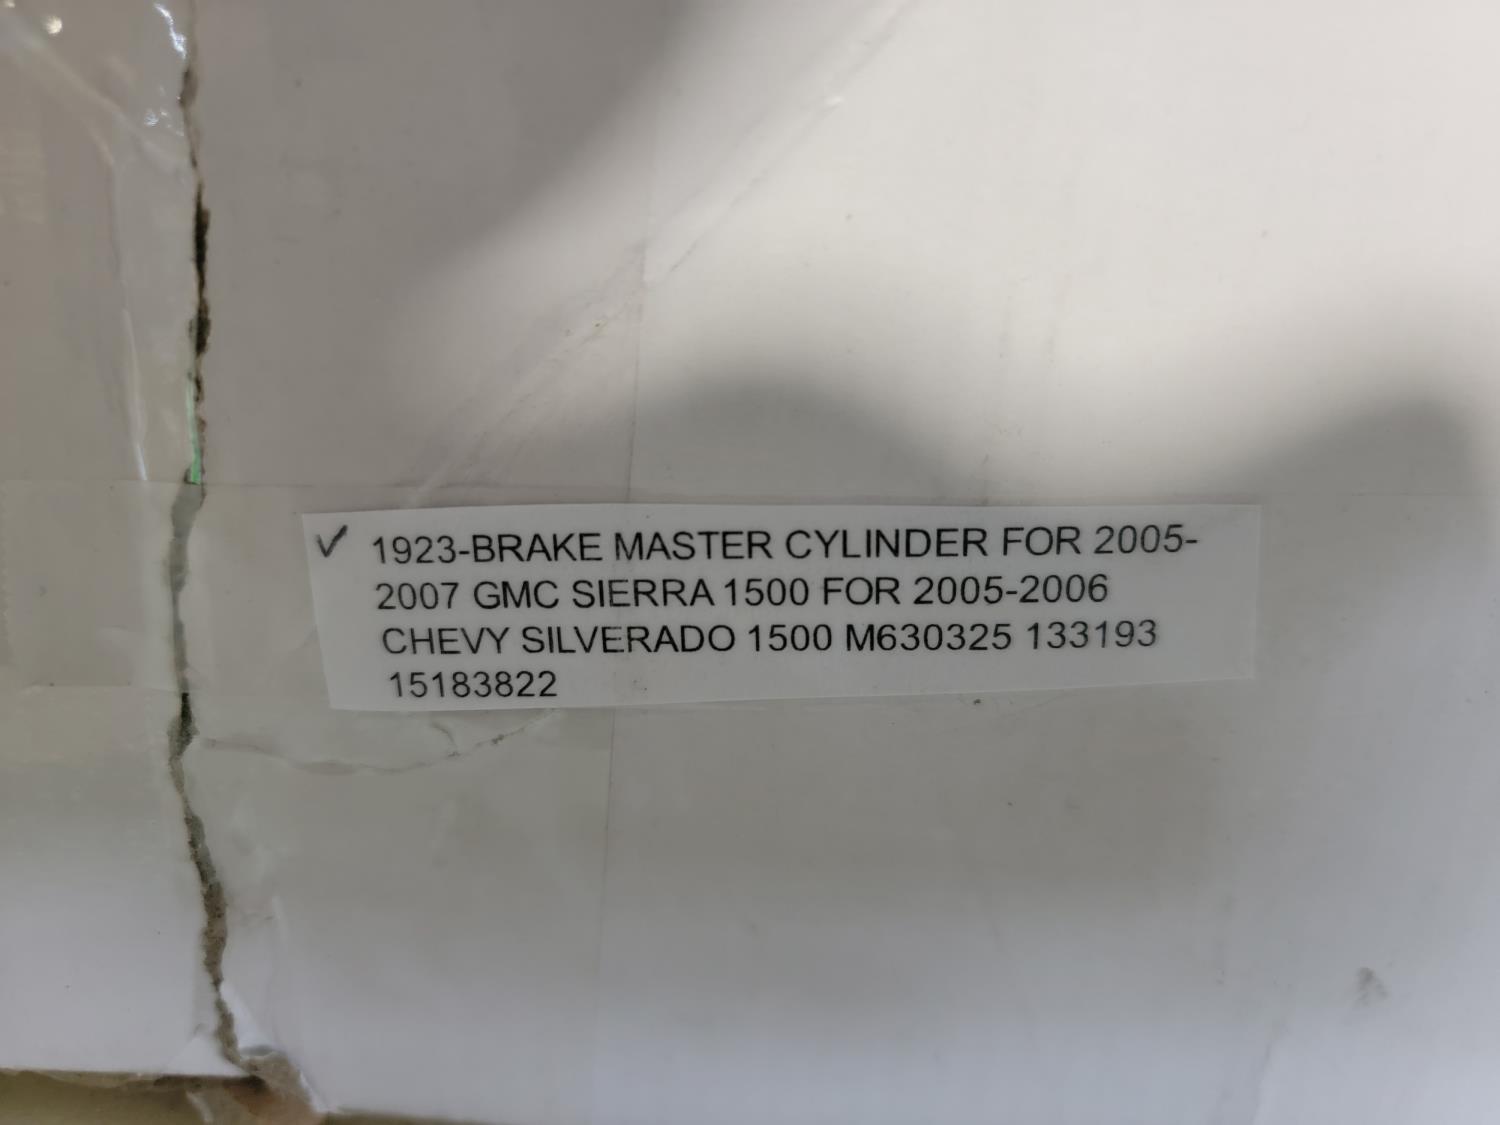 ✓ 1923-BRAKE MASTER CYLINDER FOR 2005-
2007 GMC SIERRA 1500 FOR 2005-2006
CHEVY SILVERADO 1500 M630325 133193
15183822